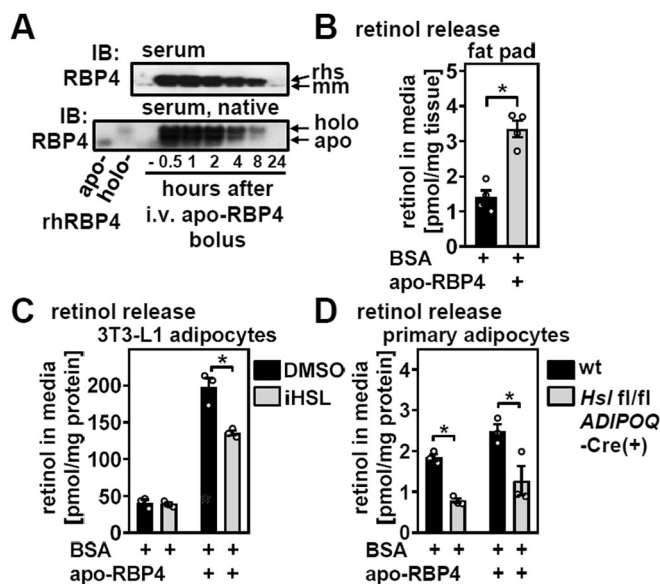 A
IB:
RBP4
serum
rhs
mm
IB:
RBP4
serum, native
holo
apo
apo-
holo-
- 0.5 1 2 4 8 24
rhRBP4
hours after
i.v. apo-RBP4
bolus
B retinol release
fat pad
retinol in media
[pmol/mg tissue]
5
4
3
2
1
0
*
BSA + +
apo-RBP4 +
C retinol release
3T3-L1 adipocytes
retinol in media
[pmol/mg protein]
200
150
100
50
0
*
DMSO
iHSL
BSA + + + +
apo-RBP4 + +
D retinol release
primary adipocytes
retinol in media
[pmol/mg protein]
4
3
2
1
0
*
*
wt
Hsl fl/fl
ADIPOQ
-Cre(+)
BSA + + + +
apo-RBP4 + +